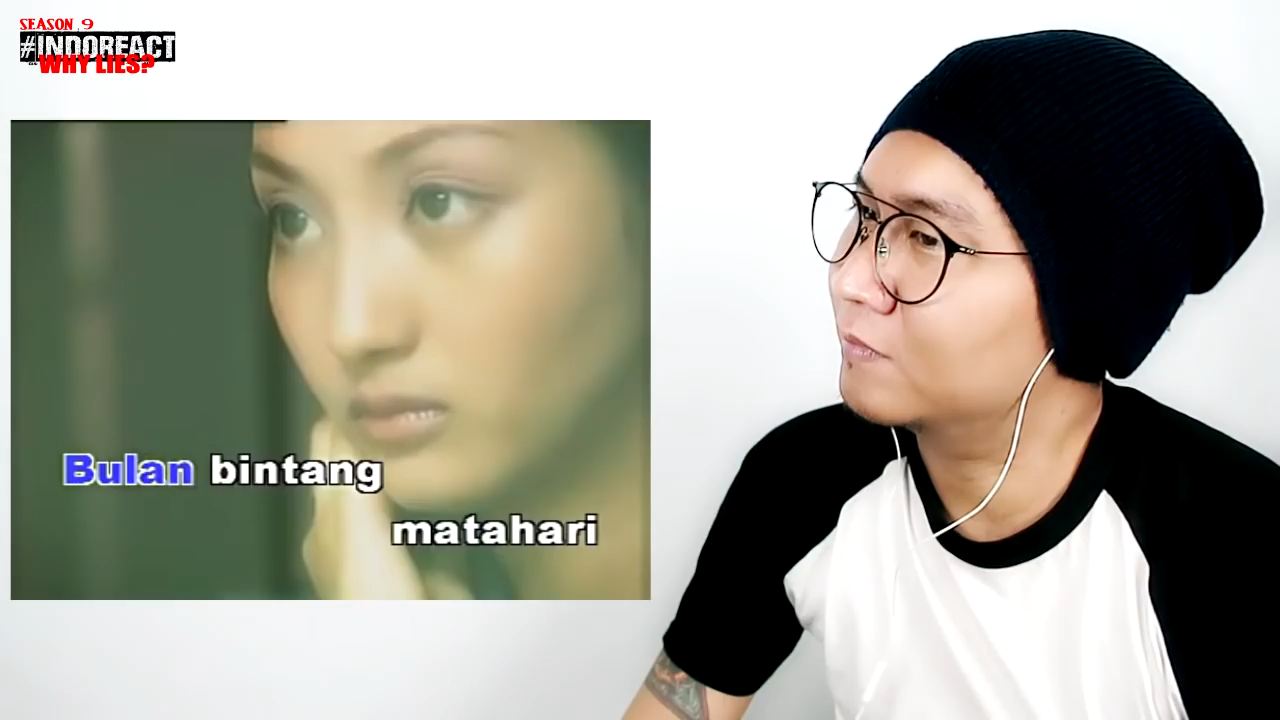 SEASON 9
#INDOREACT
WHY LIES?
Bulan bintang
matahari